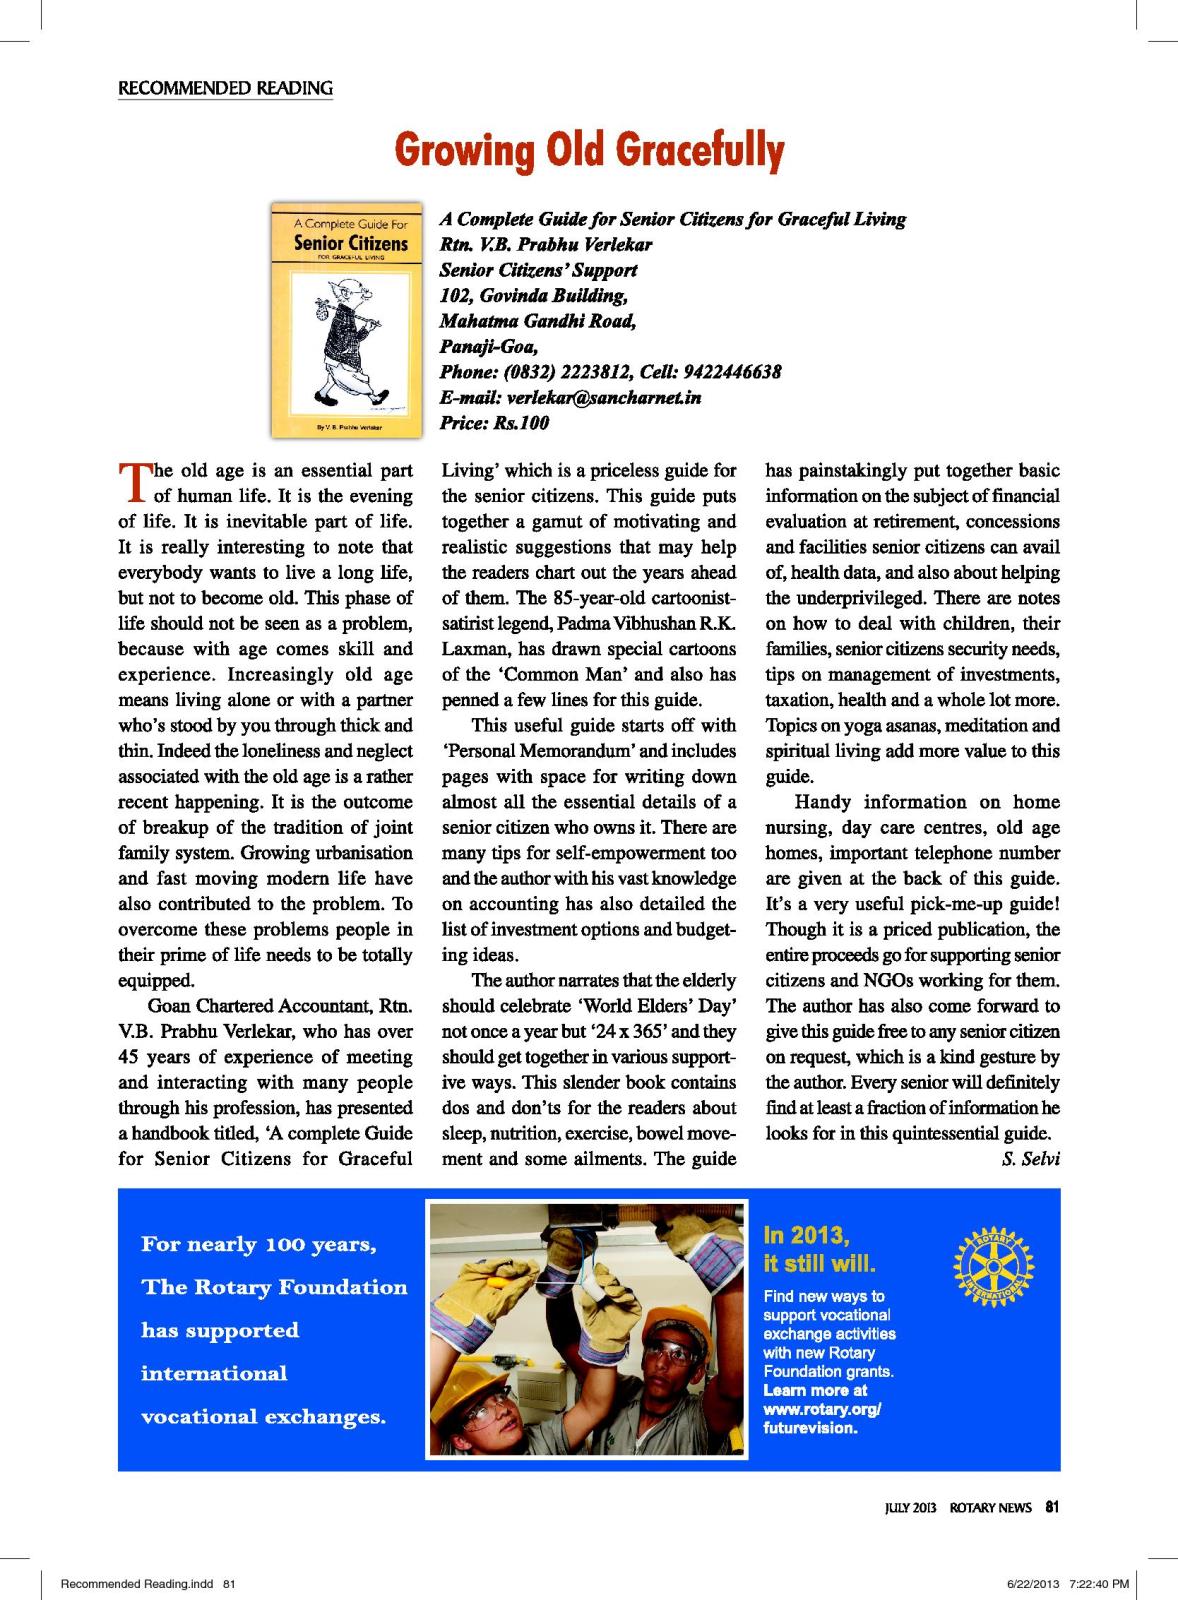 RECOMMENDED READING
Growing Old Gracefully
A Complete Guide For
Senior Citizens
FOR GRACEFUL LIVING
By V. B. Prabhu Verlekar
A Complete Guide for Senior Citizens for Graceful Living
Rtn. V.B. Prabhu Verlekar
Senior Citizens' Support
102, Govinda Building,
Mahatma Gandhi Road,
Panaji-Goa,
Phone: (0832) 2223812, Cell: 9422446638
E-mail: verlekar@sancharnet.in
Price: Rs.100
The old age is an essential part
of human life. It is the evening
of life. It is inevitable part of life.
It is really interesting to note that
everybody wants to live a long life,
but not to become old. This phase of
life should not be seen as a problem,
because with age comes skill and
experience. Increasingly old age
means living alone or with a partner
who's stood by you through thick and
thin. Indeed the loneliness and neglect
associated with the old age is a rather
recent happening. It is the outcome
of breakup of the tradition of joint
family system. Growing urbanisation
and fast moving modern life have
also contributed to the problem. To
overcome these problems people in
their prime of life needs to be totally
equipped.
Goan Chartered Accountant, Rtn.
V.B. Prabhu Verlekar, who has over
45 years of experience of meeting
and interacting with many people
through his profession, has presented
a handbook titled, 'A complete Guide
for Senior Citizens for Graceful
Living' which is a priceless guide for
the senior citizens. This guide puts
together a gamut of motivating and
realistic suggestions that may help
the readers chart out the years ahead
of them. The 85-year-old cartoonist-
satirist legend, Padma Vibhushan R.K.
Laxman, has drawn special cartoons
of the 'Common Man' and also has
penned a few lines for this guide.
This useful guide starts off with
'Personal Memorandum' and includes
pages with space for writing down
almost all the essential details of a
senior citizen who owns it. There are
many tips for self-empowerment too
and the author with his vast knowledge
on accounting has also detailed the
list of investment options and budget-
ing ideas.
The author narrates that the elderly
should celebrate 'World Elders' Day'
not once a year but '24 x 365' and they
should get together in various support-
ive ways. This slender book contains
dos and don'ts for the readers about
sleep, nutrition, exercise, bowel move-
ment and some ailments. The guide
has painstakingly put together basic
information on the subject of financial
evaluation at retirement, concessions
and facilities senior citizens can avail
of, health data, and also about helping
the underprivileged. There are notes
on how to deal with children, their
families, senior citizens security needs,
tips on management of investments,
taxation, health and a whole lot more.
Topics on yoga asanas, meditation and
spiritual living add more value to this
guide.
Handy information on home
nursing, day care centres, old age
homes, important telephone number
are given at the back of this guide.
It's a very useful pick-me-up guide!
Though it is a priced publication, the
entire proceeds go for supporting senior
citizens and NGOs working for them.
The author has also come forward to
give this guide free to any senior citizen
on request, which is a kind gesture by
the author. Every senior will definitely
find at least a fraction of information he
looks for in this quintessential guide.
S. Selvi
For nearly 100 years,
The Rotary Foundation
has supported
international
vocational exchanges.
In 2013,
it still will.
Find new ways to
support vocational
exchange activities
with new Rotary
Foundation grants.
Learn more at
www.rotary.org/
futurevision.
ROTARY
INTERNATIONAL
JULY 2013 ROTARY NEWS 81
Recommended Reading.indd 81
6/22/2013 7:22:40 PM